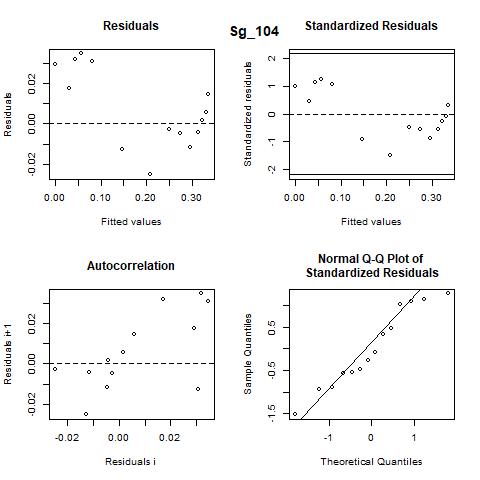 Sg_104
Residuals
Residuals
-0.02
0.00
0.02
0.00
0.10
0.20
0.30
Fitted values
Standardized Residuals
Standardized residuals
-2
-1
0
1
2
0.00
0.10
0.20
0.30
Fitted values
Autocorrelation
Residuals i+1
-0.02
0.00
0.02
-0.02
0.00
0.02
Residuals i
Normal Q-Q Plot of
Standardized Residuals
Sample Quantiles
-1.5
-0.5
0.5
-1
0
1
Theoretical Quantiles